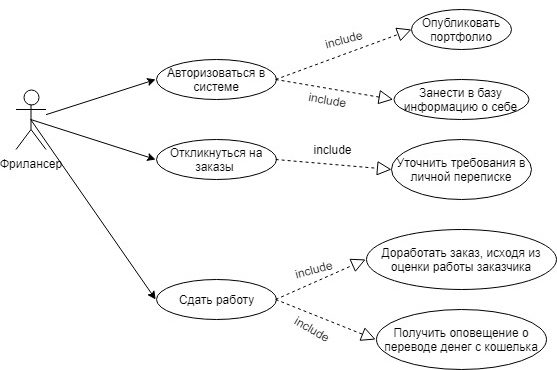 Опубликовать
портфолио
include
Авторизоваться в
системе
include
Занести в базу
информацию о себе
Фрилансер
Откликнуться на
заказы
include
Уточнить требования в
личной переписке
Доработать заказ, исходя из
оценки работы заказчика
include
Сдать работу
include
Получить оповещение о
переводе денег с кошелька